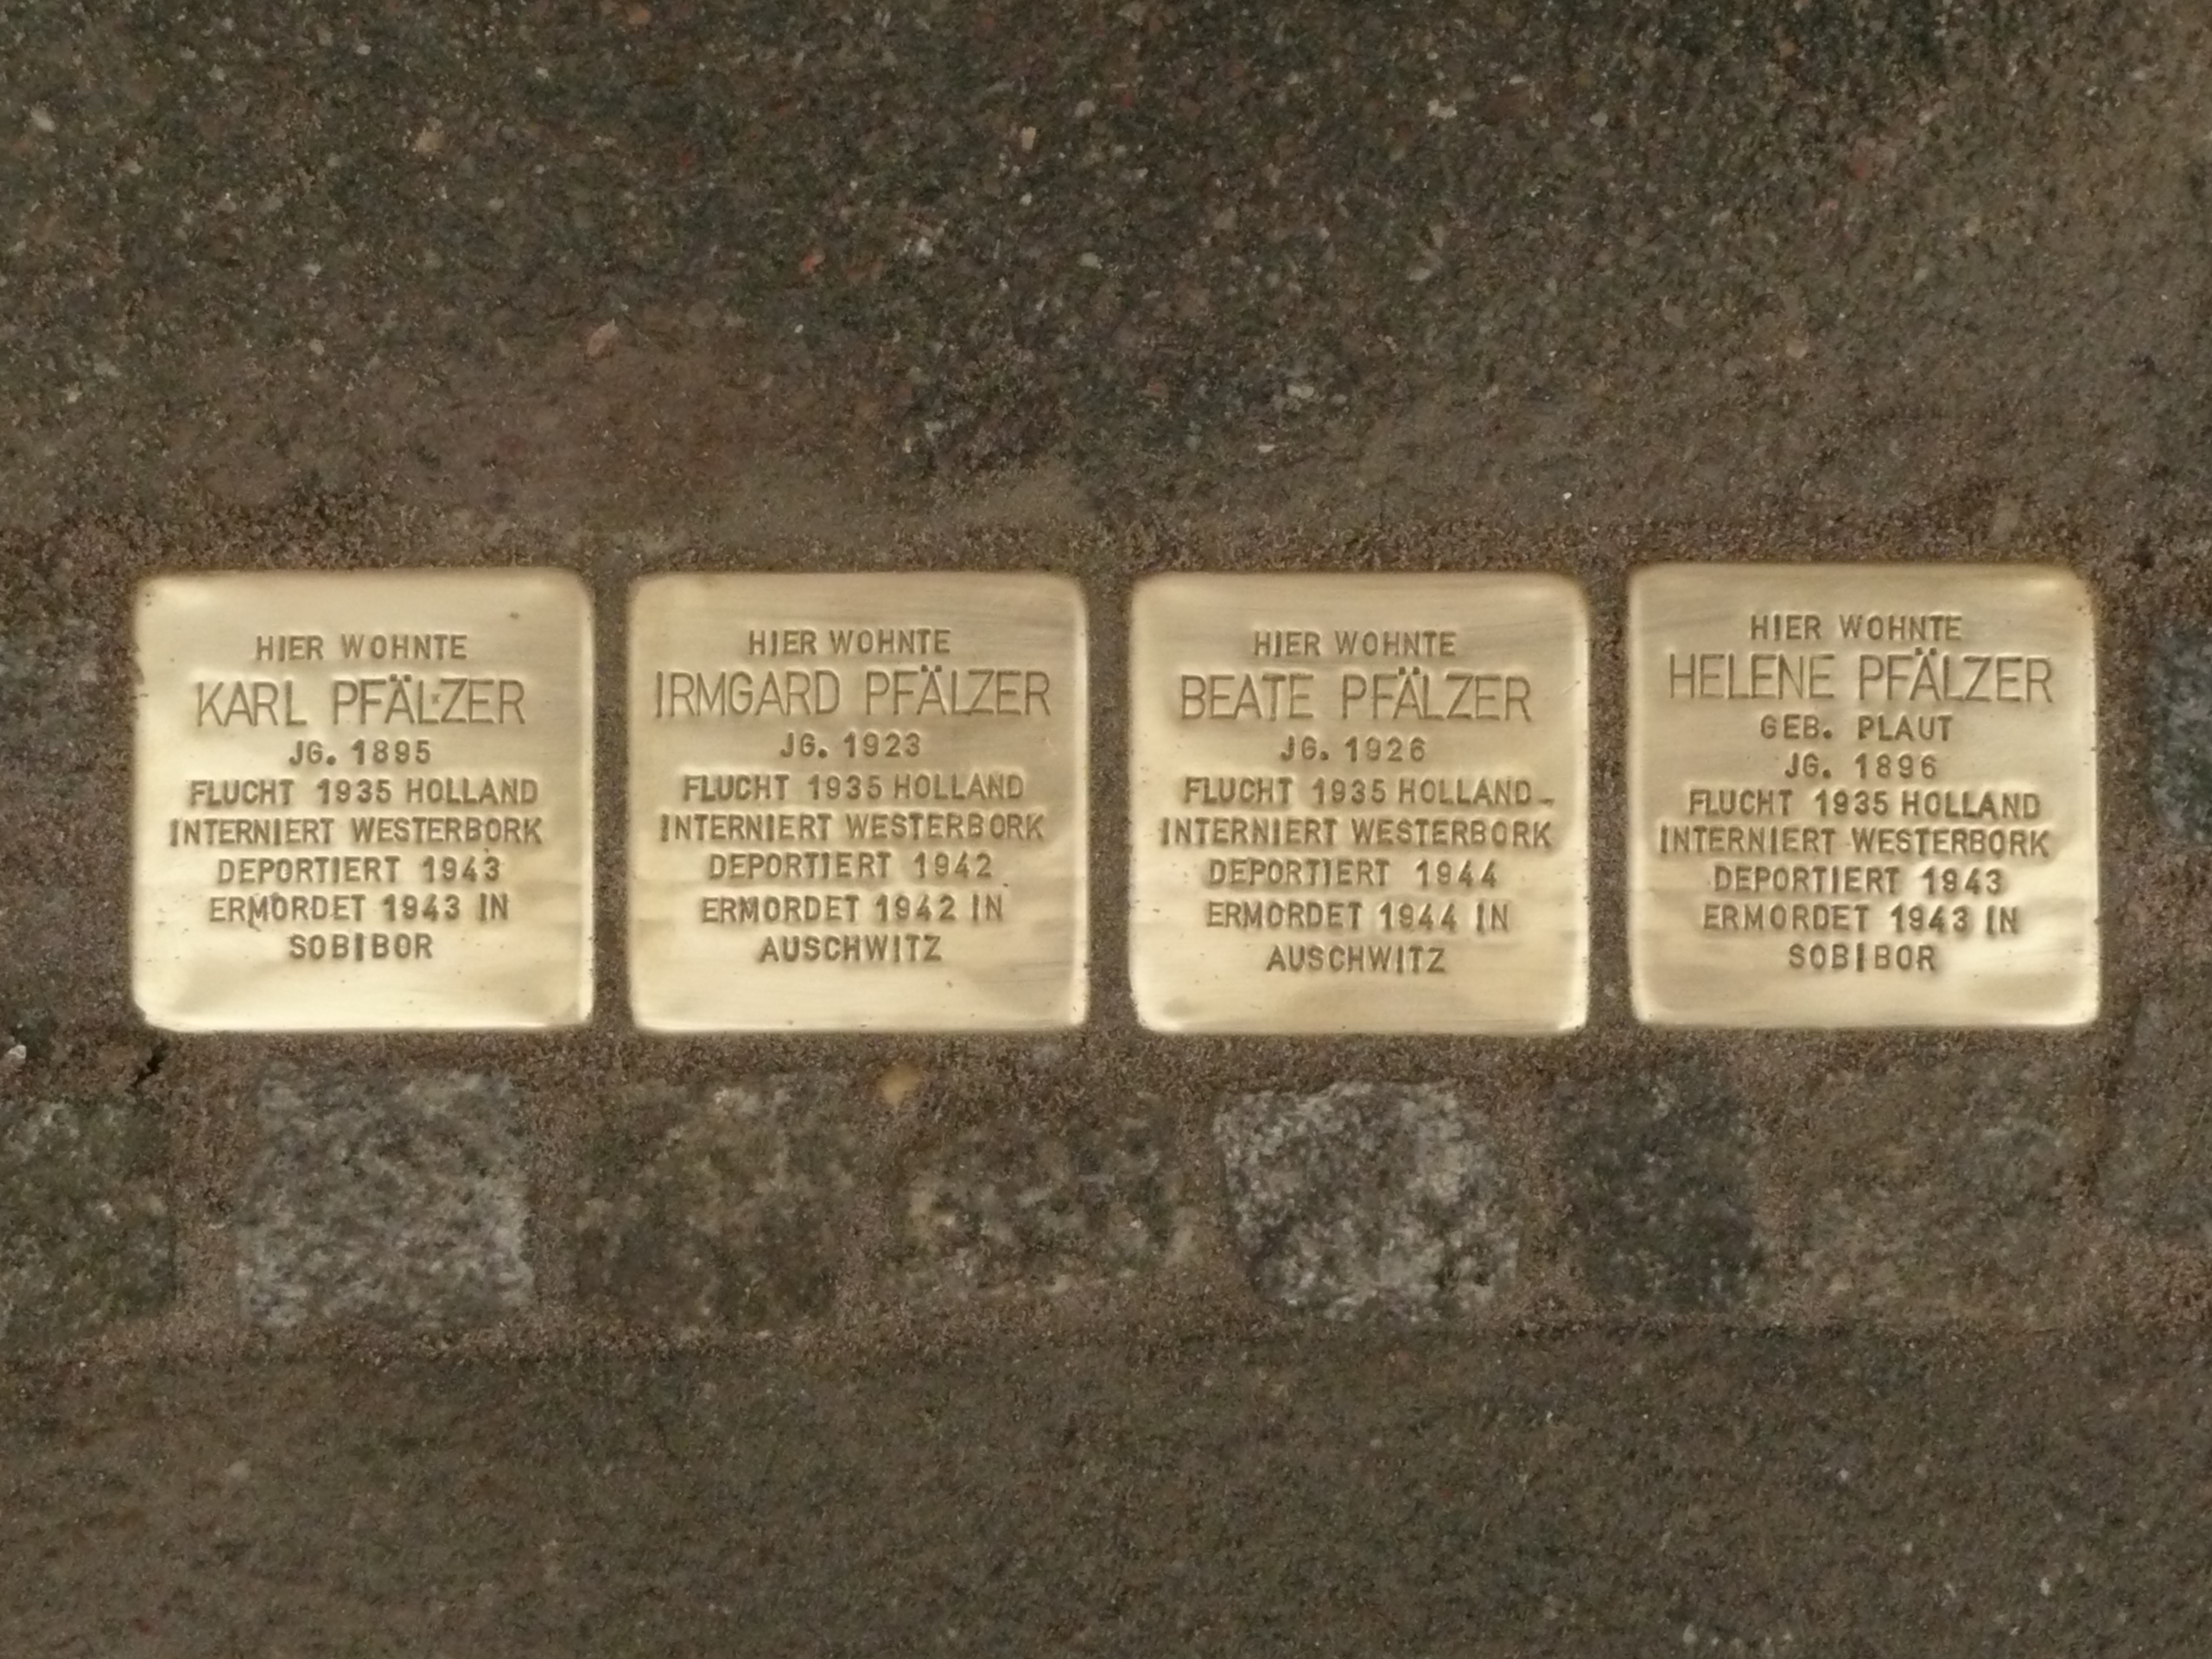 HIER WOHNTE
KARL PFÄLZER
JG. 1895
FLUCHT 1935 HOLLAND
INTERNIERT WESTERBORK
DEPORTIERT 1943
ERMORDET 1943 IN
SOBIBOR
HIER WOHNTE
IRMGARD PFÄLZER
JG. 1923
FLUCHT 1935 HOLLAND
INTERNIERT WESTERBORK
DEPORTIERT 1942
ERMORDET 1942 IN
AUSCHWITZ
HIER WOHNTE
BEATE PFÄLZER
JG. 1926
FLUCHT 1935 HOLLAND
INTERNIERT WESTERBORK
DEPORTIERT 1944
ERMORDET 1944 IN
AUSCHWITZ
HIER WOHNTE
HELENE PFÄLZER
GEB. PLAUT
JG. 1896
FLUCHT 1935 HOLLAND
INTERNIERT WESTERBORK
DEPORTIERT 1943
ERMORDET 1943 IN
SOBIBOR